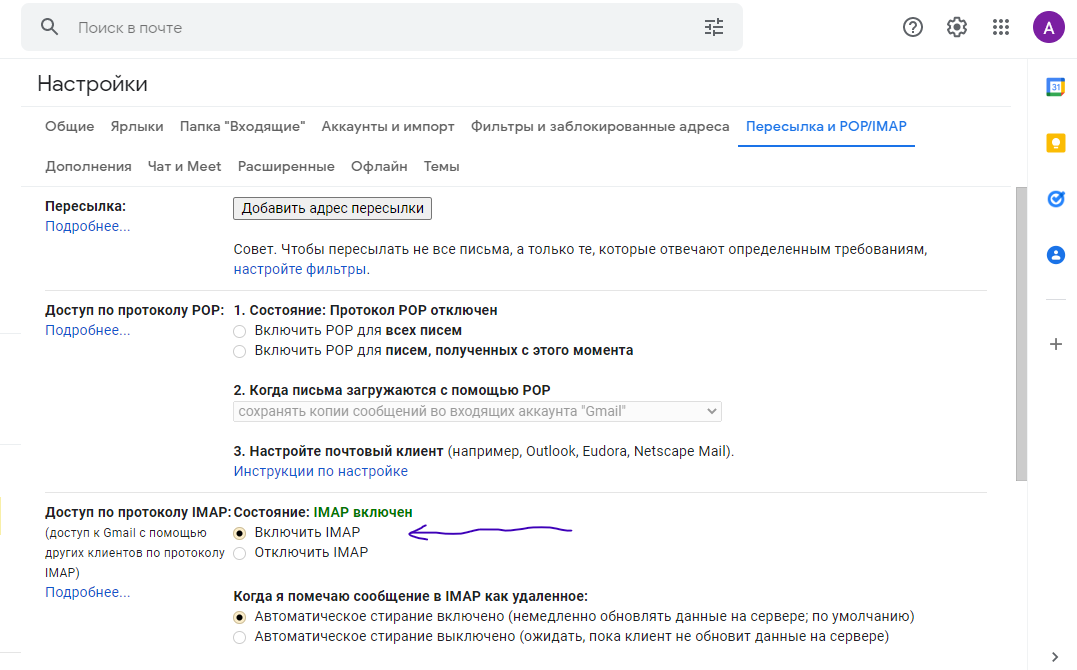 Поиск в почте
A
Настройки
31
Общие Ярлыки Папка "Входящие" Аккаунты и импорт Фильтры и заблокированные адреса Пересылка и POP/IMAP
Дополнения Чат и Meet Расширенные Офлайн Темы
Пересылка: Добавить адрес пересылки
Подробнее...
Совет. Чтобы пересылать не все письма, а только те, которые отвечают определенным требованиям,
настройте фильтры.
Доступ по протоколу POP: 1. Состояние: Протокол POP отключен
Подробнее... Включить POP для всех писем
Включить POP для писем, полученных с этого момента
2. Когда письма загружаются с помощью POP
сохранять копии сообщений во входящих аккаунта "Gmail"
3. Настройте почтовый клиент (например, Outlook, Eudora, Netscape Mail).
Инструкции по настройке
Доступ по протоколу IMAP: Состояние: IMAP включен
(доступ к Gmail с помощью Включить IMAP
других клиентов по протоколу Отключить IMAP
IMAP)
Подробнее...
Когда я помечаю сообщение в IMAP как удаленное:
Автоматическое стирание включено (немедленно обновлять данные на сервере; по умолчанию)
Автоматическое стирание выключено (ожидать, пока клиент не обновит данные на сервере)